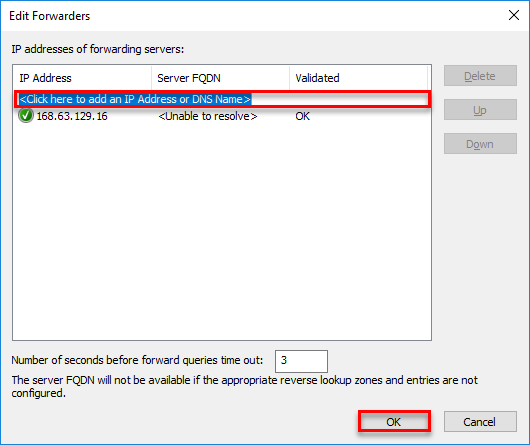 Edit Forwarders
IP addresses of forwarding servers:
IP Address Server FQDN Validated
<Click here to add an IP Address or DNS Name>
168.63.129.16 <Unable to resolve> OK
Delete
Up
Down
Number of seconds before forward queries time out: 3
The server FQDN will not be available if the appropriate reverse lookup zones and entries are not
configured.
OK Cancel